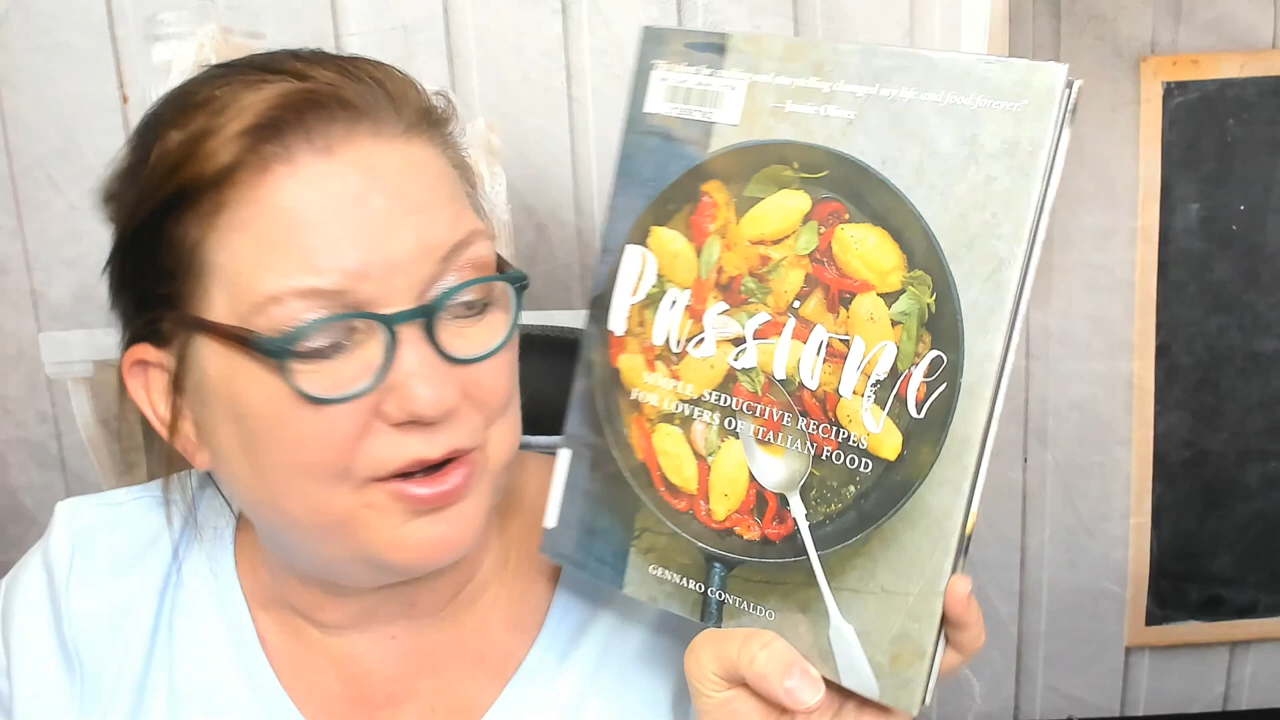 changed my life and food forever."
—Jamie Oliver
Passione
SIMPLE, SEDUCTIVE RECIPES
FOR LOVERS OF ITALIAN FOOD
GENNARO CONTALDO